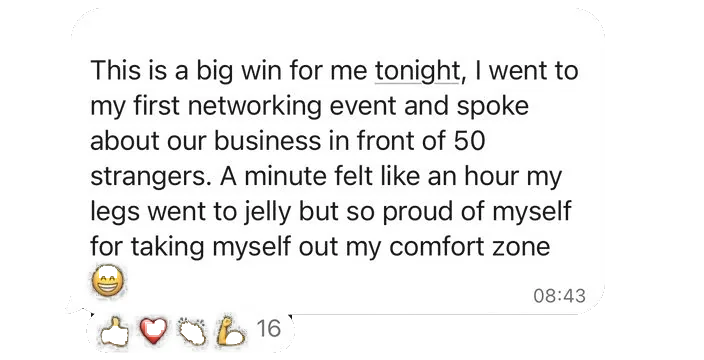 This is a big win for me tonight, I went to
my first networking event and spoke
about our business in front of 50
strangers. A minute felt like an hour my
legs went to jelly but so proud of myself
for taking myself out my comfort zone
😁
08:43
👍❤️👏💪 16